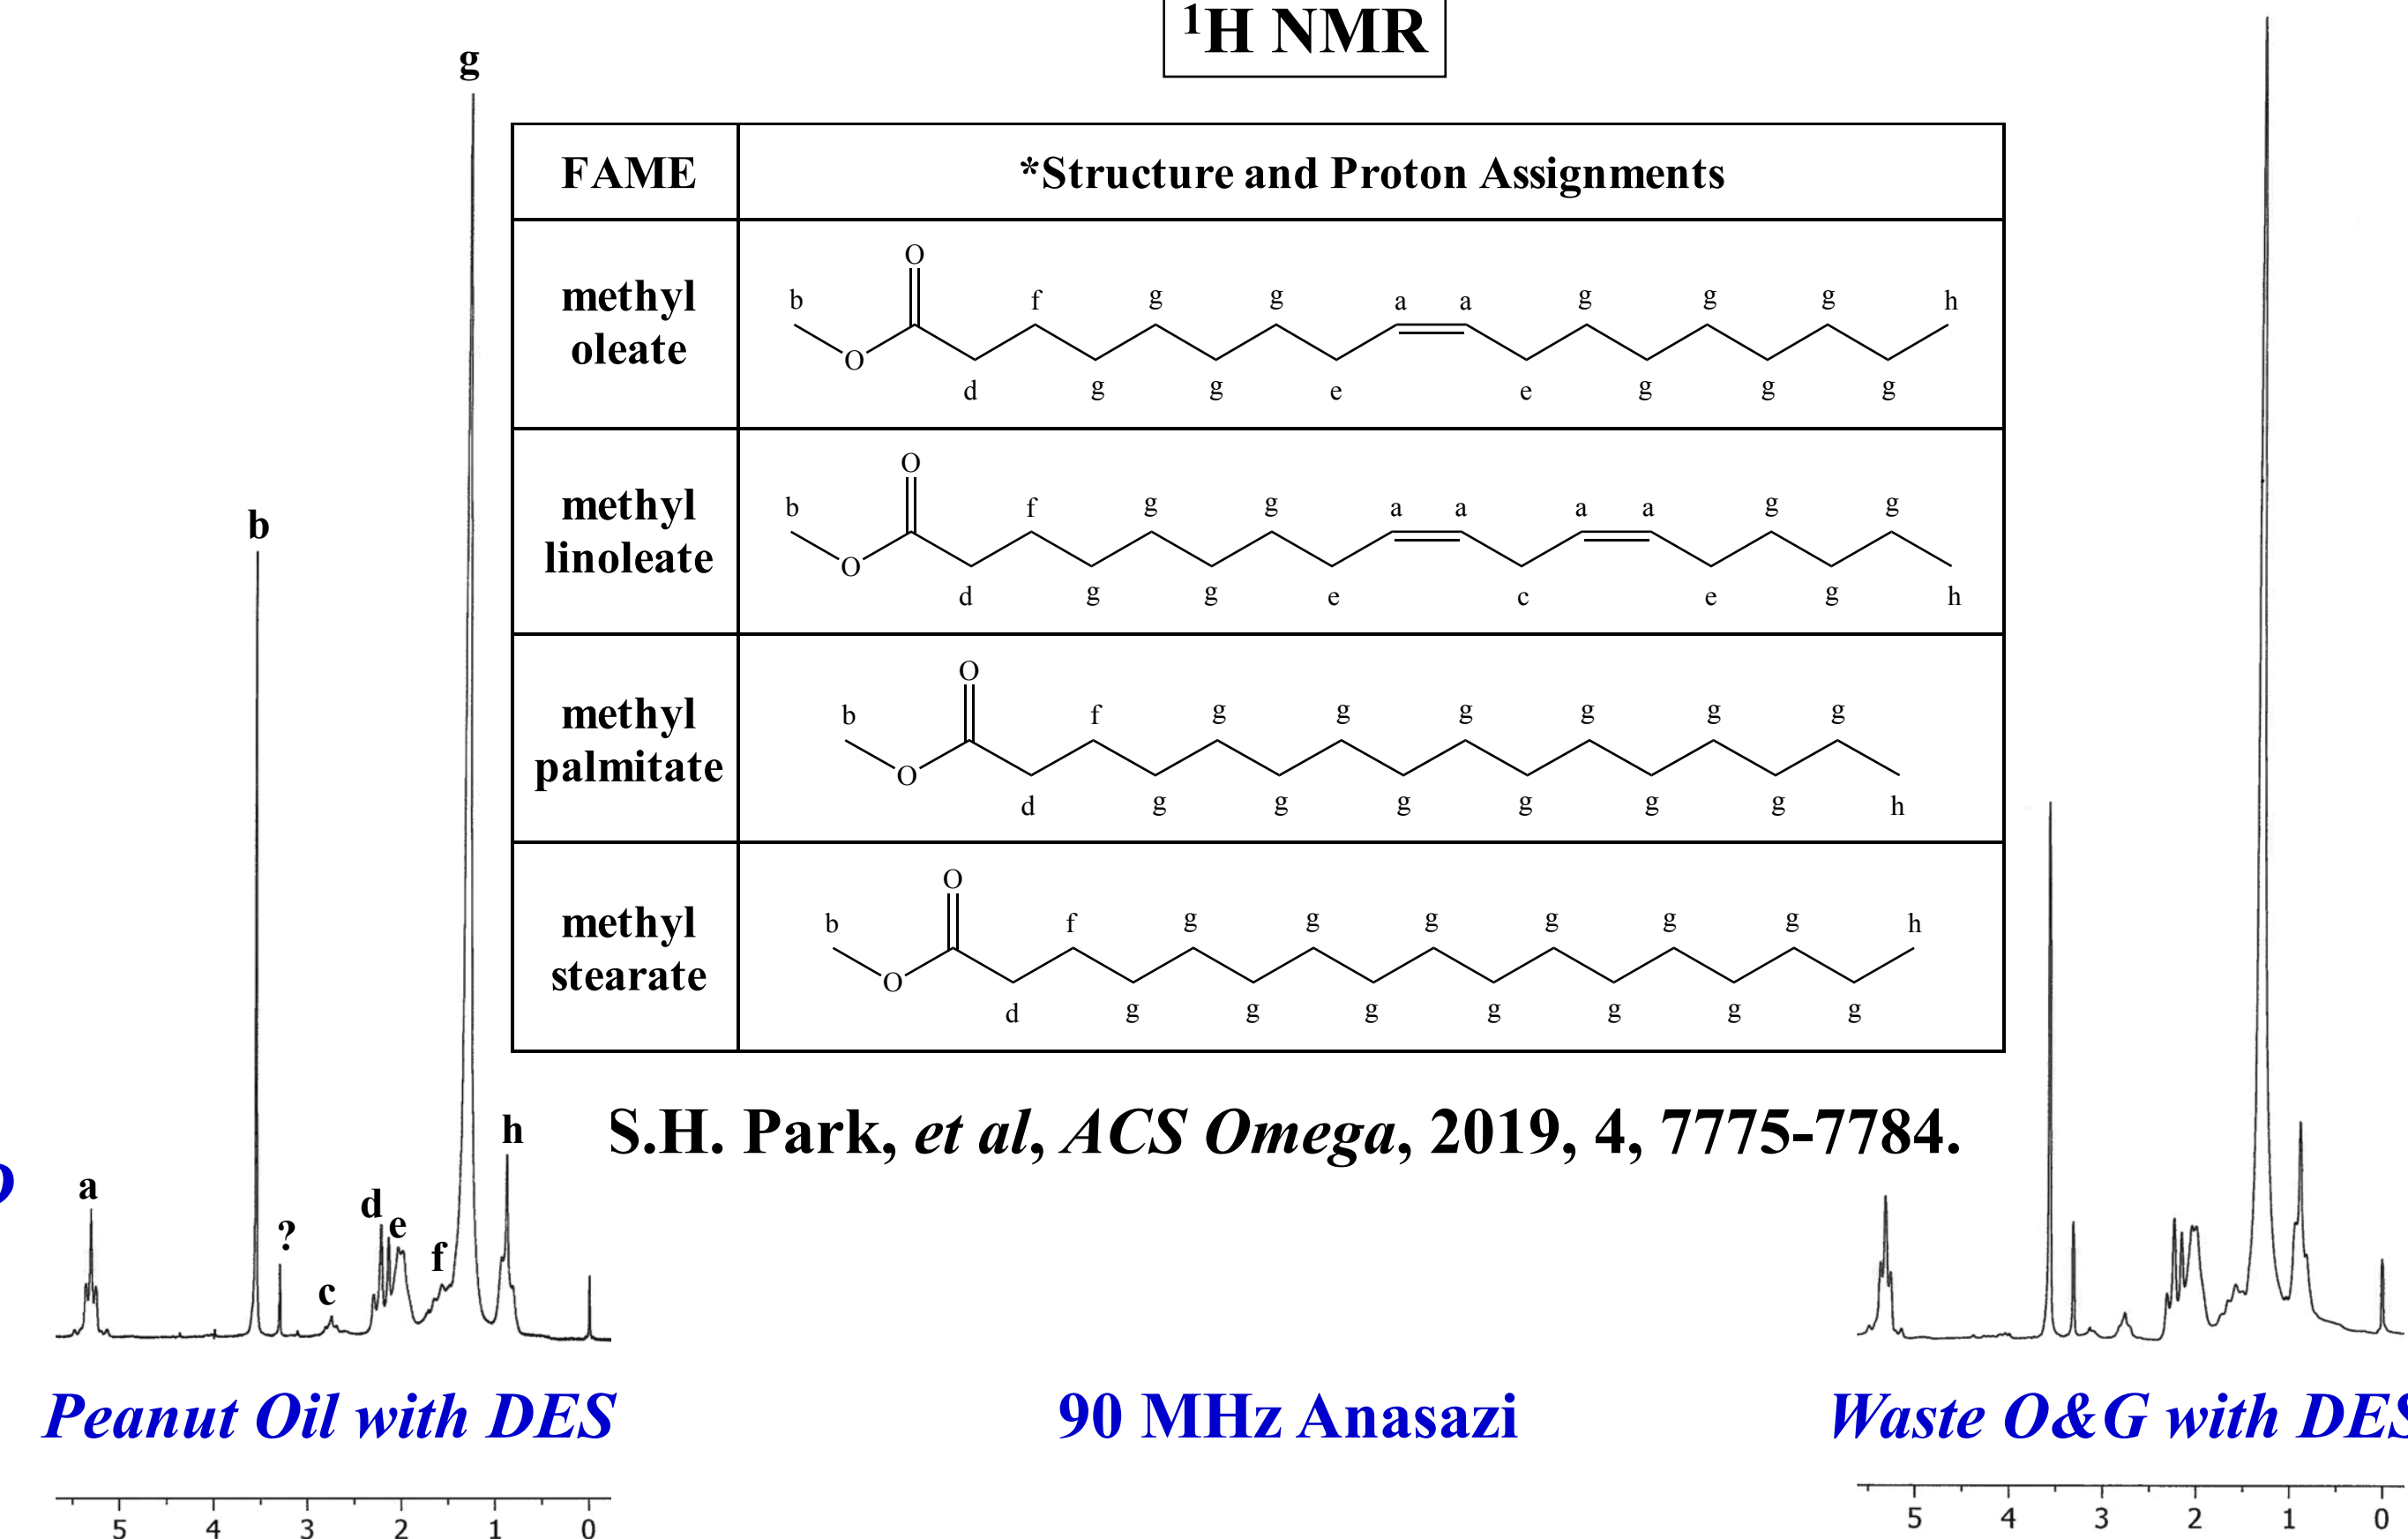 ¹H NMR
g
FAME
*Structure and Proton Assignments
methyl
oleate
O
b f g g a a g g g h
O
d g g e e g g g
b
methyl
linoleate
O
b f g g a a a a g g
O
d g g e c e g h
methyl
palmitate
O
b f g g g g g g
O
d g g g g g g h
methyl
stearate
O
b f g g g g g g h
O
d g g g g g g g
S.H. Park, et al, ACS Omega, 2019, 4, 7775-7784.
h
a
d
e
?
f
c
Peanut Oil with DES
90 MHz Anasazi
Waste O&G with DES
5 4 3 2 1 0
5 4 3 2 1 0